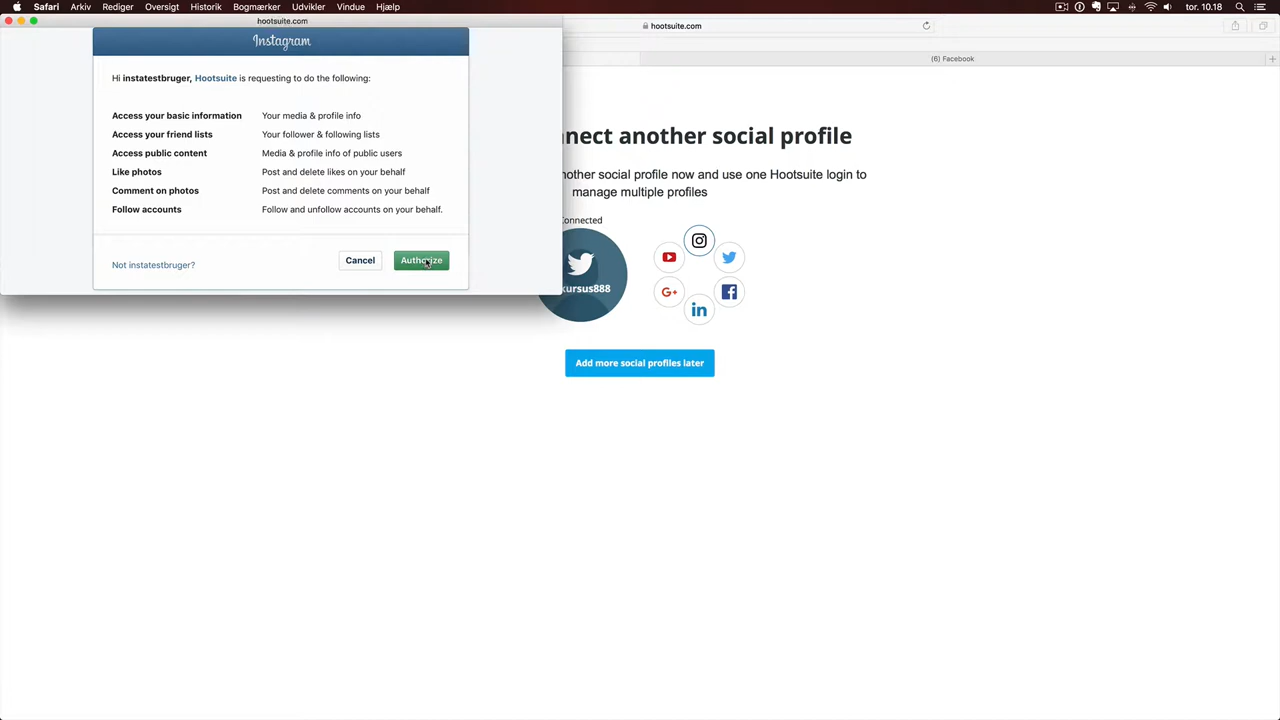 Safari Arkiv Rediger Oversigt Historik Bogmærker Udvikler Vindue Hjælp
tor. 10.18
hootsuite.com
hootsuite.com
(6) Facebook
Instagram
Hi instatestbruger, Hootsuite is requesting to do the following:
Access your basic information Your media & profile info
Access your friend lists Your follower & following lists
Access public content Media & profile info of public users
Like photos Post and delete likes on your behalf
Comment on photos Post and delete comments on your behalf
Follow accounts Follow and unfollow accounts on your behalf.
Not instatestbruger?
Cancel
Authorize
nnect another social profile
other social profile now and use one Hootsuite login to
manage multiple profiles
Connected
kursus888
G+
in
Add more social profiles later